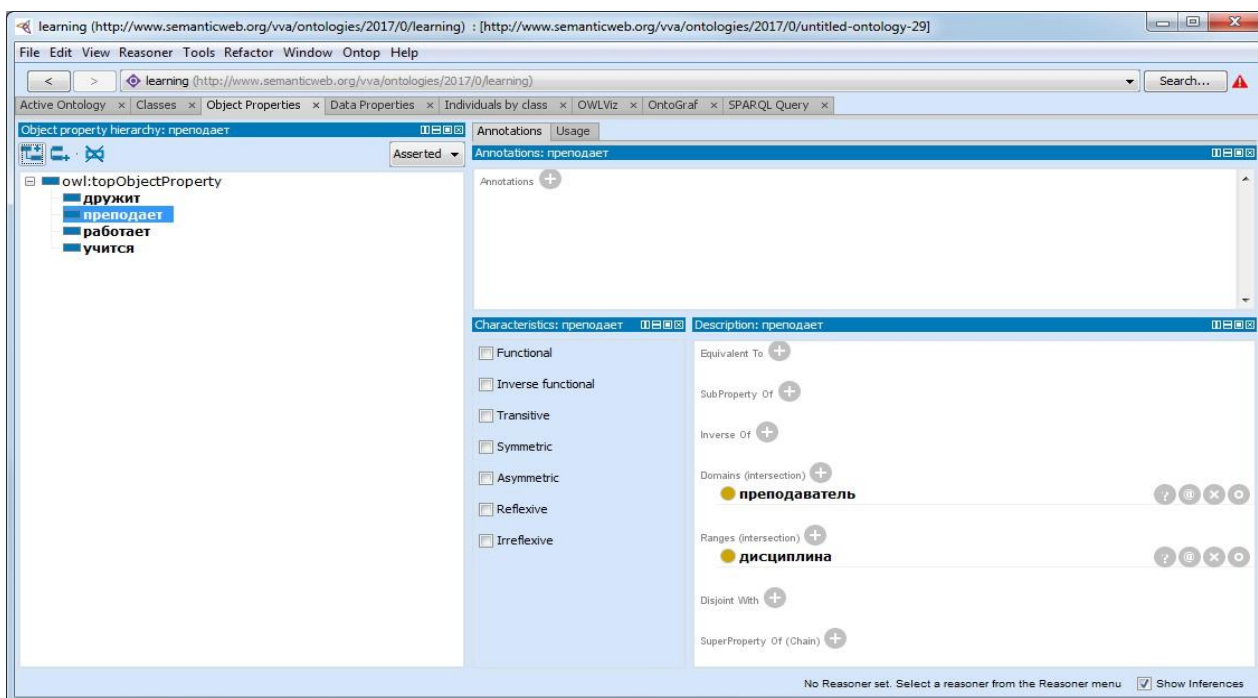 learning (http://www.semanticweb.org/vva/ontologies/2017/0/learning) : [http://www.semanticweb.org/vva/ontologies/2017/0/untitled-ontology-29]
File Edit View Reasoner Tools Refactor Window Ontop Help
< > learning (http://www.semanticweb.org/vva/ontologies/2017/0/learning) Search...
Active Ontology × Classes × Object Properties × Data Properties × Individuals by class × OWLViz × OntoGraf × SPARQL Query ×
Object property hierarchy: преподает
Asserted
owl:topObjectProperty
дружит
преподает
работает
учится
Annotations Usage
Annotations: преподает
Annotations
Characteristics: преподает
Functional
Inverse functional
Transitive
Symmetric
Asymmetric
Reflexive
Irreflexive
Description: преподает
Equivalent To
SubProperty Of
Inverse Of
Domains (intersection)
преподаватель
Ranges (intersection)
дисциплина
Disjoint With
SuperProperty Of (Chain)
No Reasoner set. Select a reasoner from the Reasoner menu Show Inferences